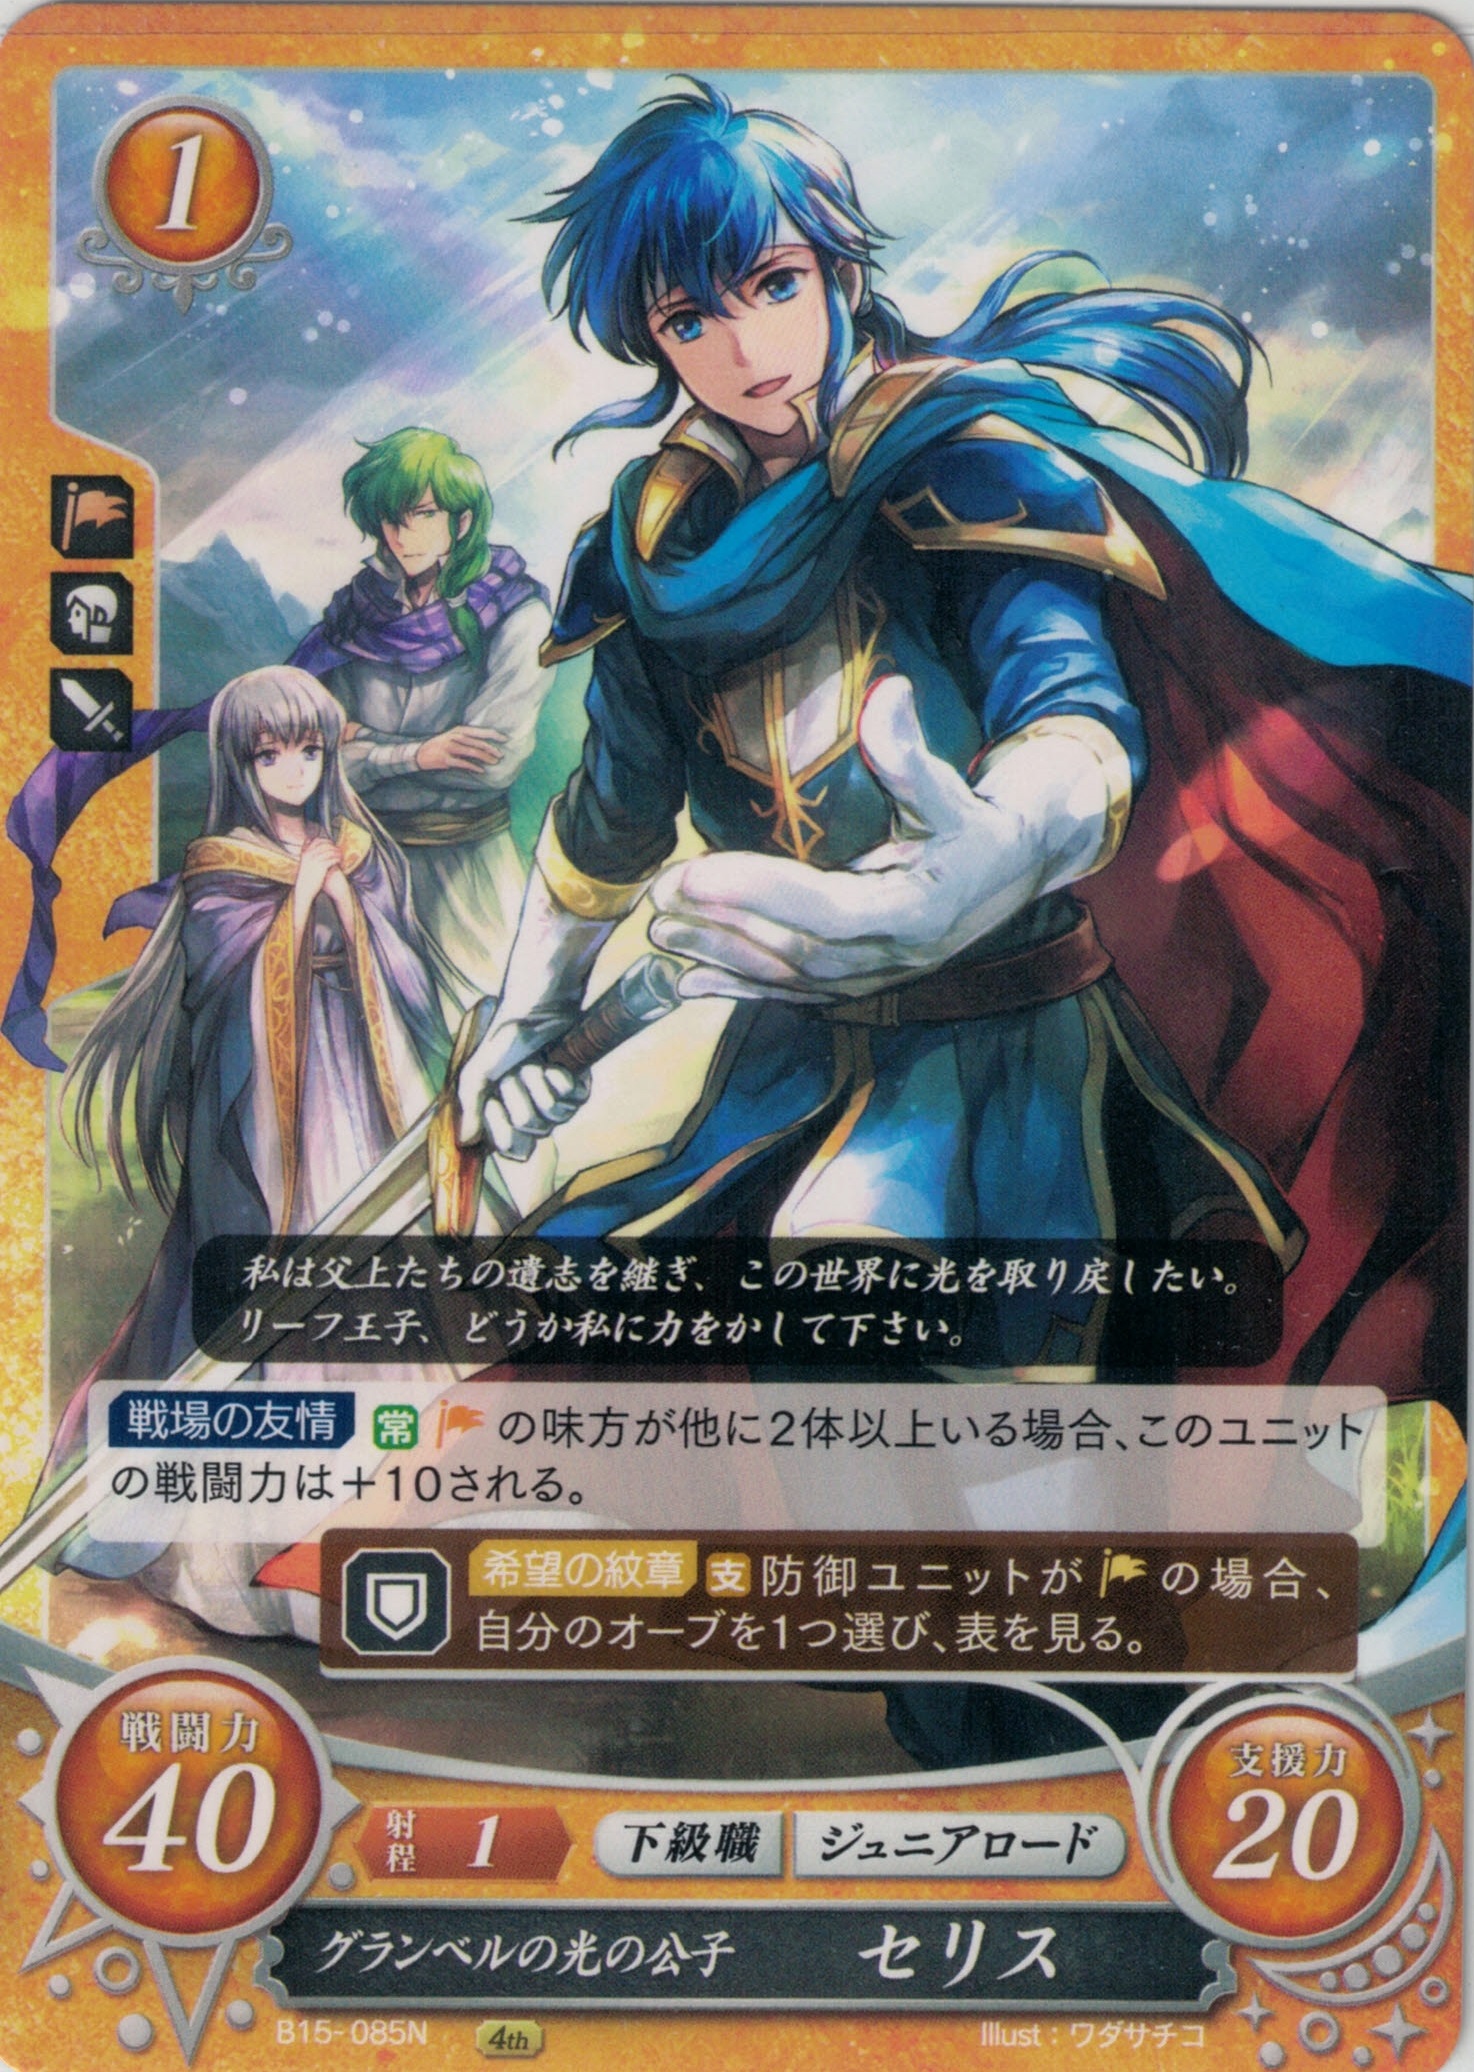 1
私は父上たちの遺志を継ぎ、この世界に光を取り戻したい。
リーフ王子、どうか私に力をかして下さい。
戦場の友情 常 の味方が他に2体以上いる場合、このユニット
の戦闘力は+10される。
希望の紋章 支 防御ユニットが の場合、
自分のオーブを1つ選び、表を見る。
戦闘力
40
射程 1
下級職 ジュニアロード
支援力
20
グランベルの光の公子 セリス
B15-085N 4th Illust:ワダサチコ